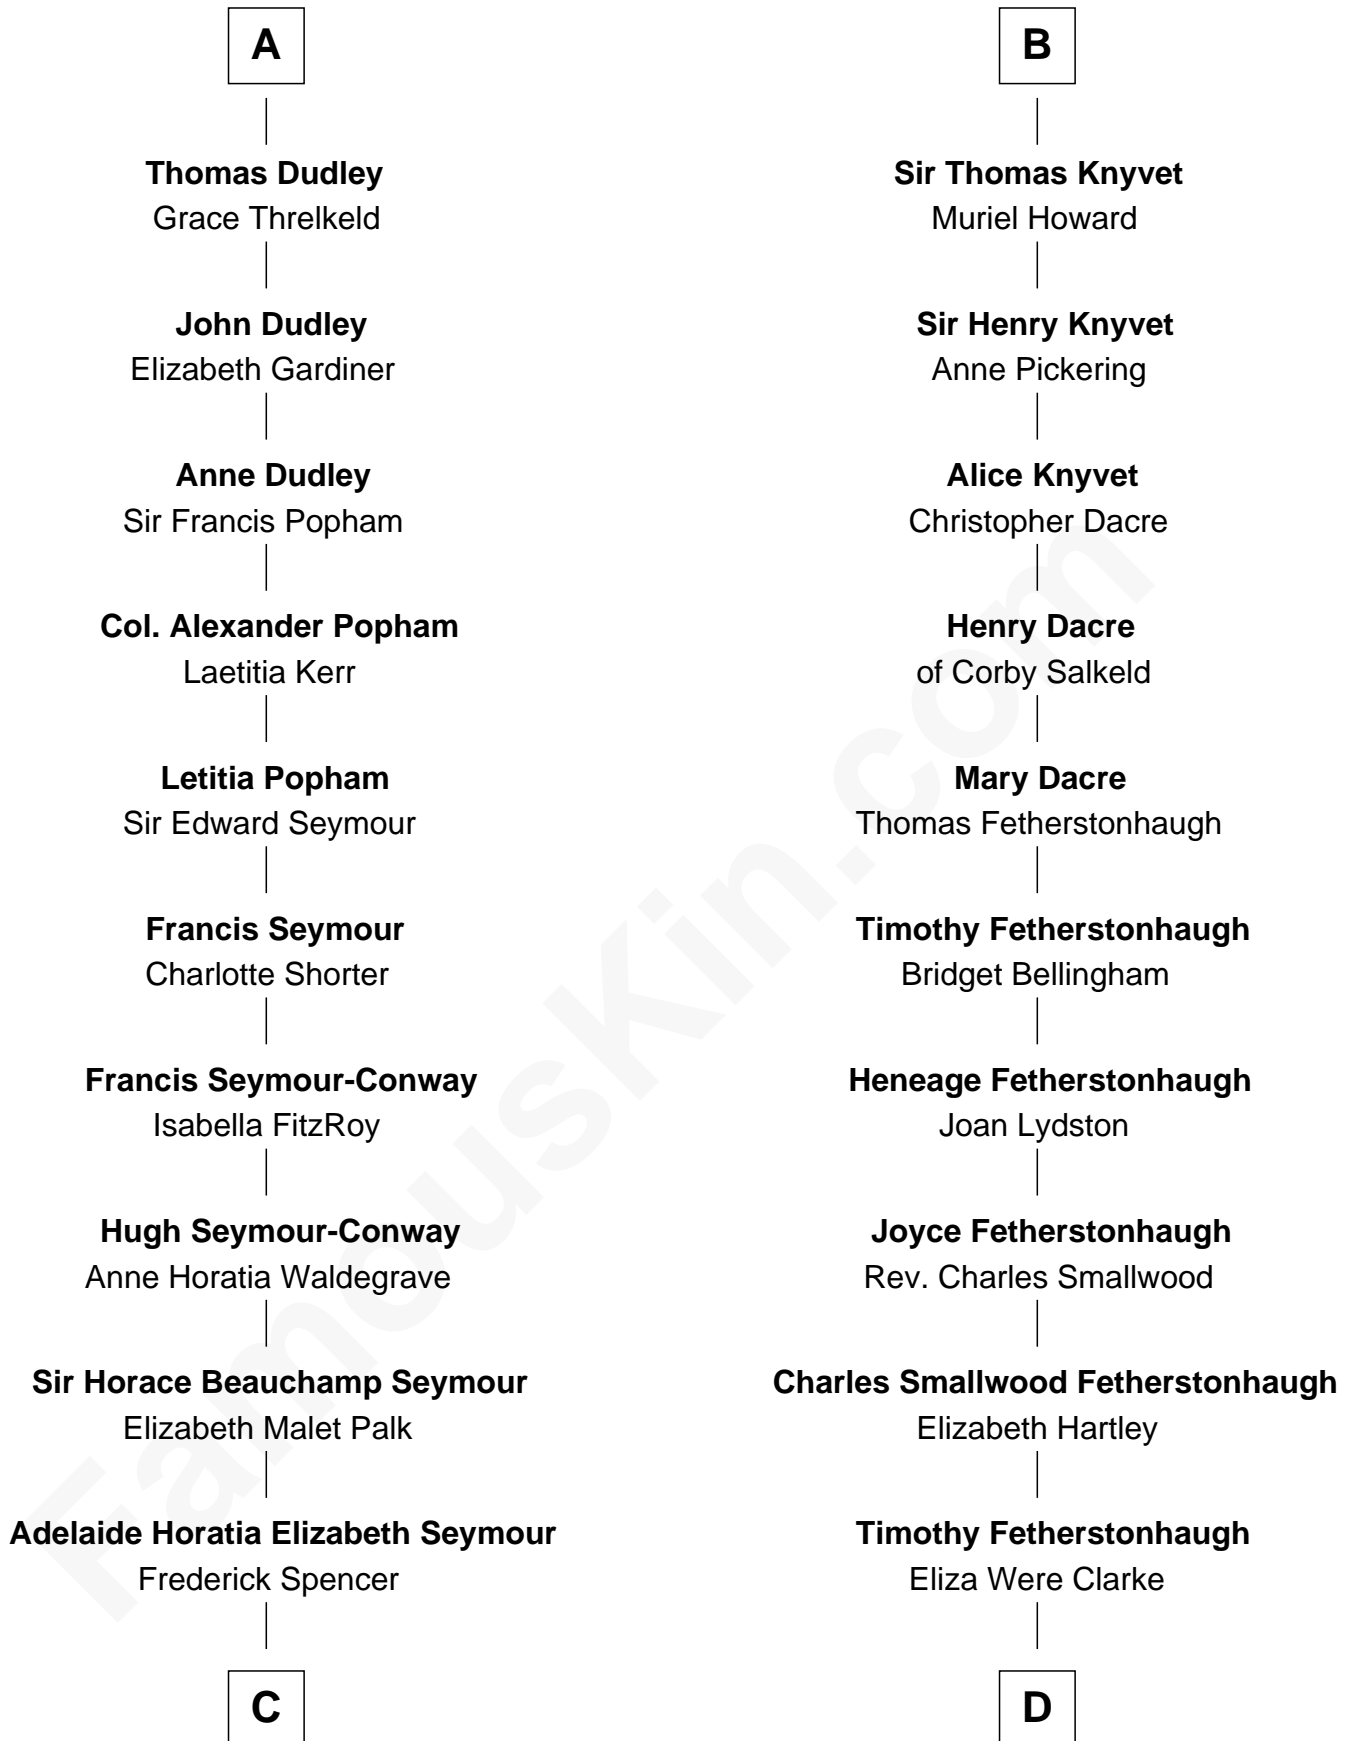 A
Thomas Dudley
Grace Threlkeld
John Dudley
Elizabeth Gardiner
Anne Dudley
Sir Francis Popham
Col. Alexander Popham
Laetitia Kerr
Letitia Popham
Sir Edward Seymour
Francis Seymour
Charlotte Shorter
Francis Seymour-Conway
Isabella FitzRoy
Hugh Seymour-Conway
Anne Horatia Waldegrave
Sir Horace Beauchamp Seymour
Elizabeth Malet Palk
Adelaide Horatia Elizabeth Seymour
Frederick Spencer
C
B
Sir Thomas Knyvet
Muriel Howard
Sir Henry Knyvet
Anne Pickering
Alice Knyvet
Christopher Dacre
Henry Dacre
of Corby Salkeld
Mary Dacre
Thomas Fetherstonhaugh
Timothy Fetherstonhaugh
Bridget Bellingham
Heneage Fetherstonhaugh
Joan Lydston
Joyce Fetherstonhaugh
Rev. Charles Smallwood
Charles Smallwood Fetherstonhaugh
Elizabeth Hartley
Timothy Fetherstonhaugh
Eliza Were Clarke
D
FamousKin.com